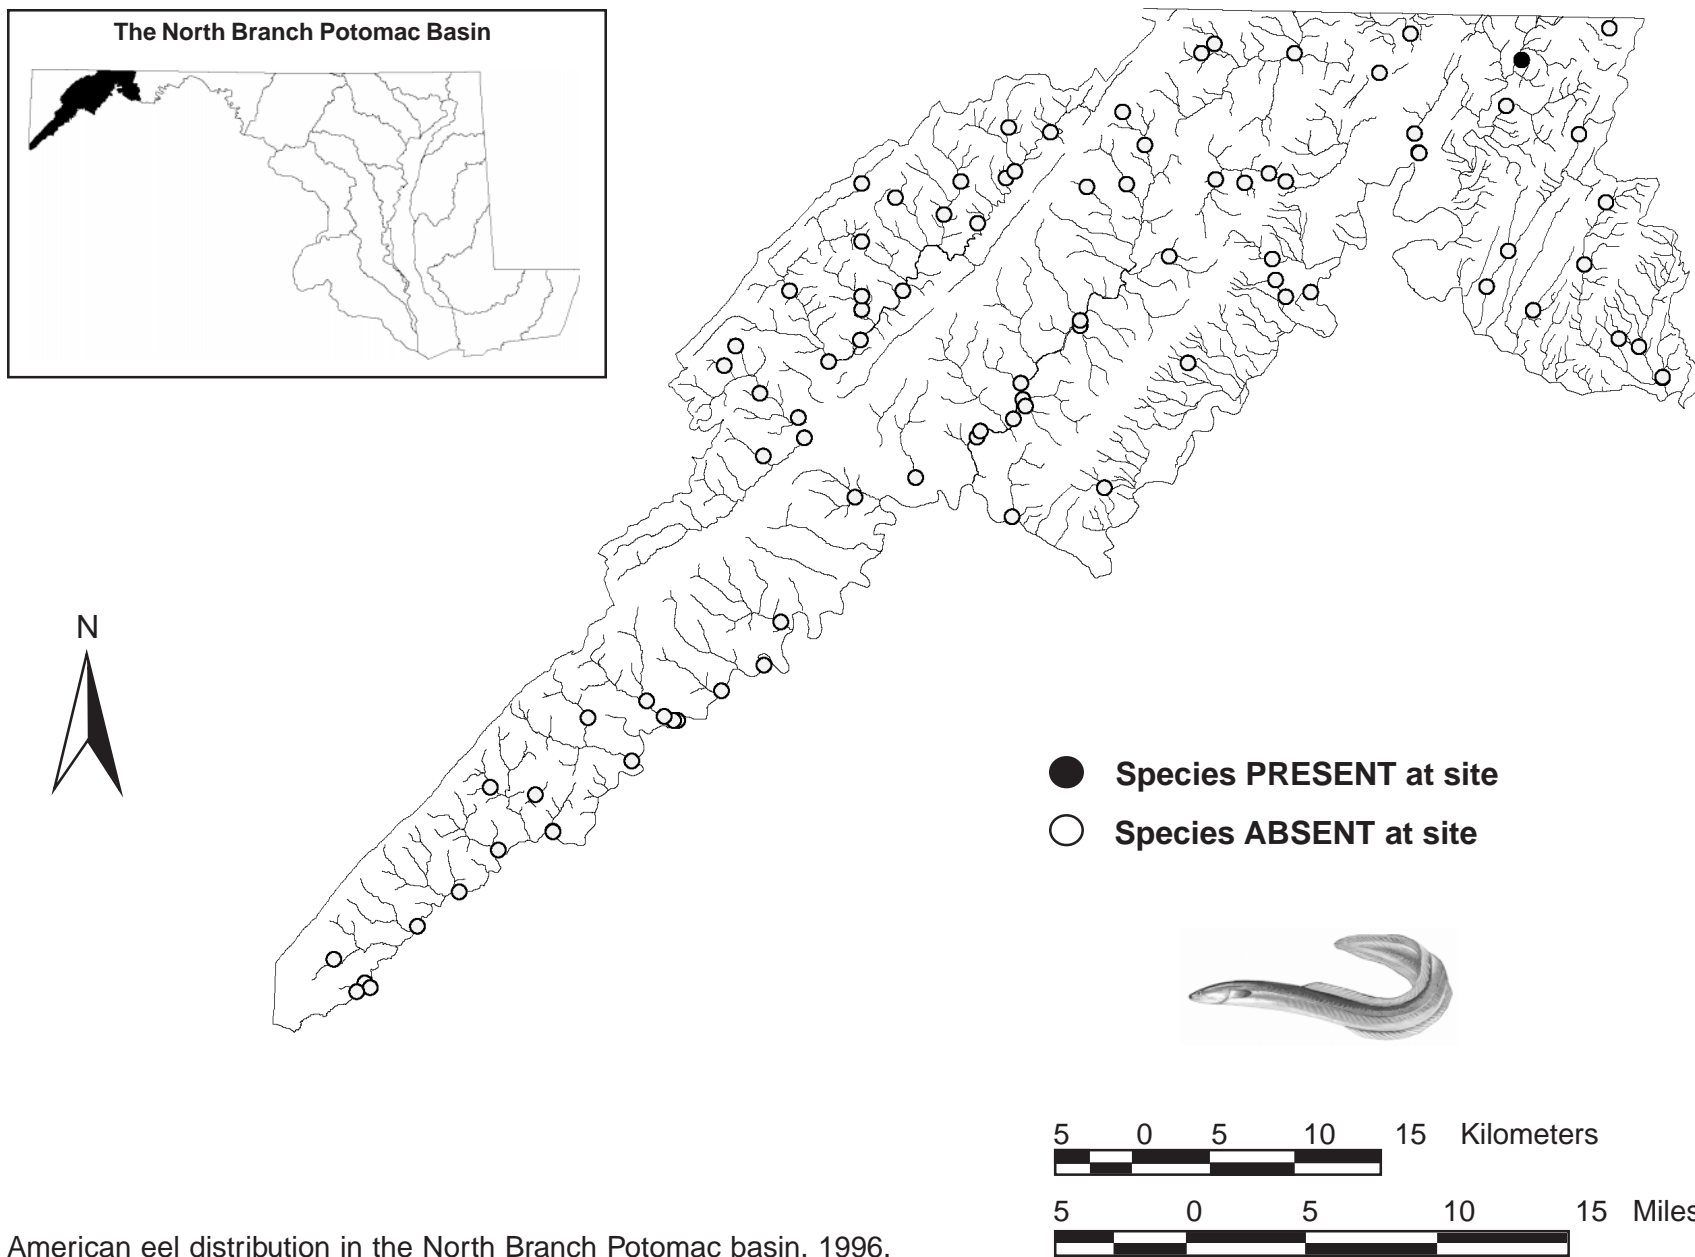 The North Branch Potomac Basin
N
Species PRESENT at site
Species ABSENT at site
5 0 5 10 15 Kilometers
5 0 5 10 15 Miles
American eel distribution in the North Branch Potomac basin, 1996.